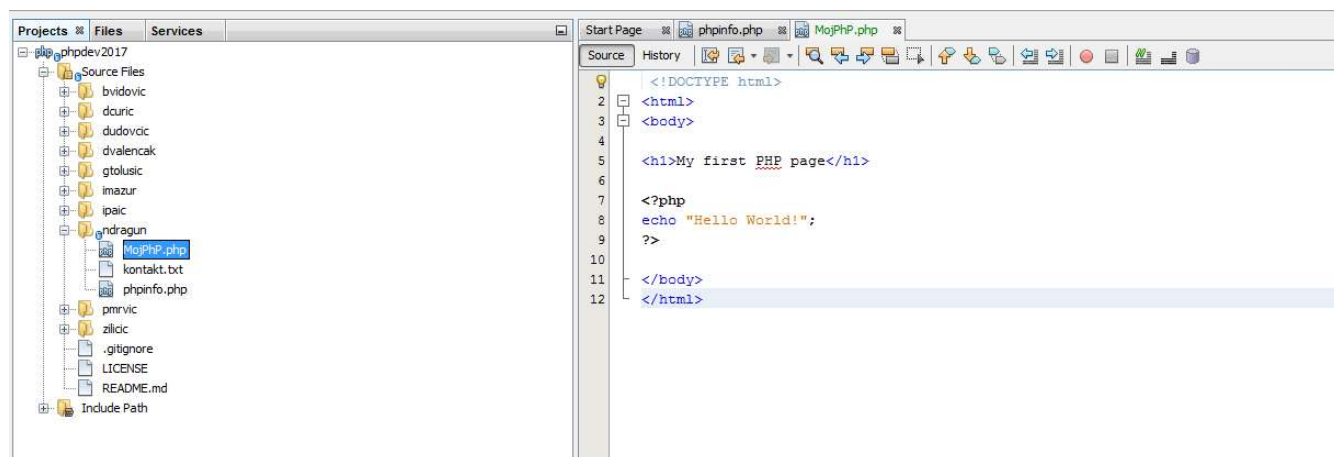 Projects Files Services
phpdev2017
Source Files
bvidovic
dcuric
dudovcic
dvalencak
gtolusic
imazur
ipaic
ndragun
MojPhP.php
kontakt.txt
phpinfo.php
pmrvic
zilicic
.gitignore
LICENSE
README.md
Include Path
Start Page phpinfo.php MojPhP.php
Source History
<!DOCTYPE html>
2 <html>
3 <body>
4
5 <h1>My first PHP page</h1>
6
7 <?php
8 echo "Hello World!";
9 ?>
10
11 </body>
12 </html>